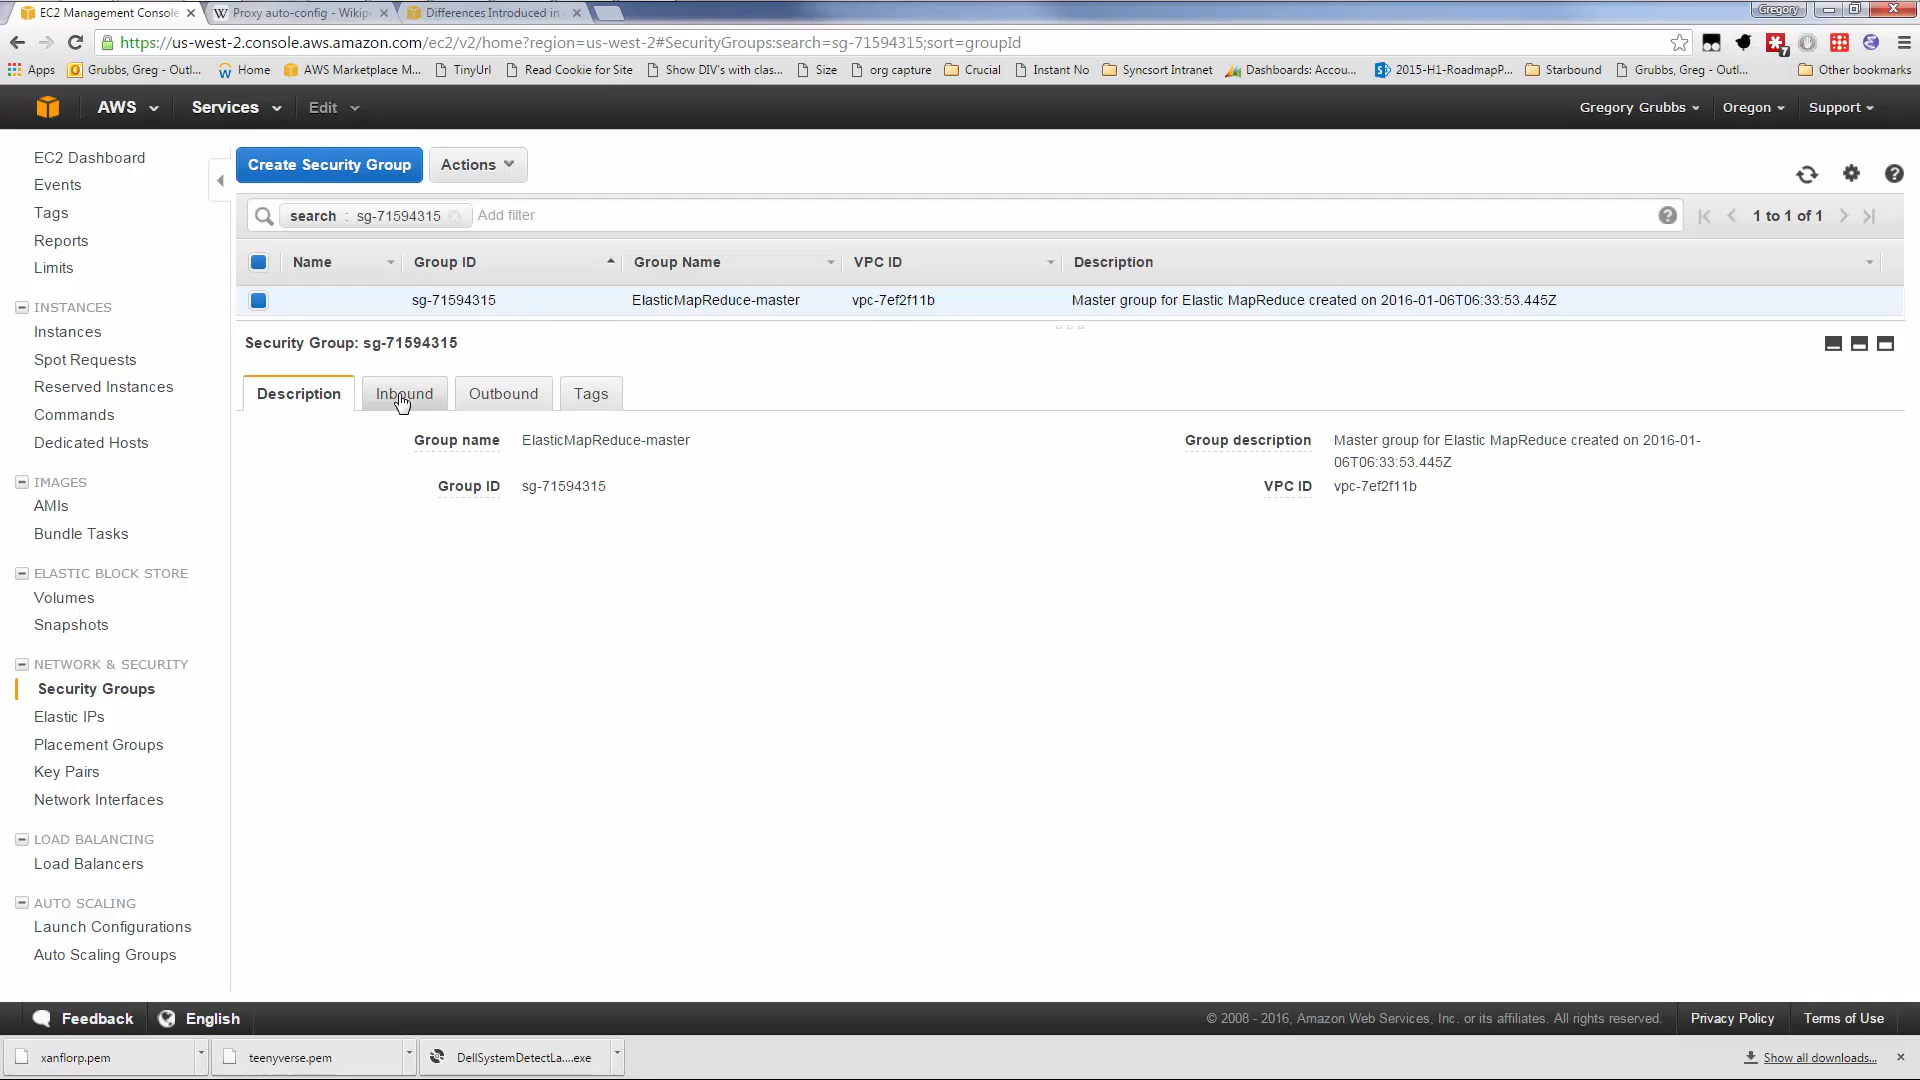 EC2 Management Console
Proxy auto-config - Wikip
Differences Introduced in
Gregory
https://us-west-2.console.aws.amazon.com/ec2/v2/home?region=us-west-2#SecurityGroups:search=sg-71594315;sort=groupId
7
Apps
Grubbs, Greg - Outl...
Home
AWS Marketplace M...
TinyUrl
Read Cookie for Site
Show DIV's with clas...
Size
org capture
Crucial
Instant No
Syncsort Intranet
Dashboards: Accou...
2015-H1-RoadmapP...
Starbound
Grubbs, Greg - Outl...
Other bookmarks
AWS
Services
Edit
Gregory Grubbs
Oregon
Support
EC2 Dashboard
Events
Tags
Reports
Limits
INSTANCES
Instances
Spot Requests
Reserved Instances
Commands
Dedicated Hosts
IMAGES
AMIs
Bundle Tasks
ELASTIC BLOCK STORE
Volumes
Snapshots
NETWORK & SECURITY
Security Groups
Elastic IPs
Placement Groups
Key Pairs
Network Interfaces
LOAD BALANCING
Load Balancers
AUTO SCALING
Launch Configurations
Auto Scaling Groups
Create Security Group
Actions
search : sg-71594315
Add filter
1 to 1 of 1
Name
Group ID
Group Name
VPC ID
Description
sg-71594315
ElasticMapReduce-master
vpc-7ef2f11b
Master group for Elastic MapReduce created on 2016-01-06T06:33:53.445Z
Security Group: sg-71594315
Description
Inbound
Outbound
Tags
Group name
ElasticMapReduce-master
Group description
Master group for Elastic MapReduce created on 2016-01-
06T06:33:53.445Z
Group ID
sg-71594315
VPC ID
vpc-7ef2f11b
Feedback
English
© 2008 - 2016, Amazon Web Services, Inc. or its affiliates. All rights reserved.
Privacy Policy
Terms of Use
xanflorp.pem
teenyverse.pem
DellSystemDetectLa....exe
Show all downloads...